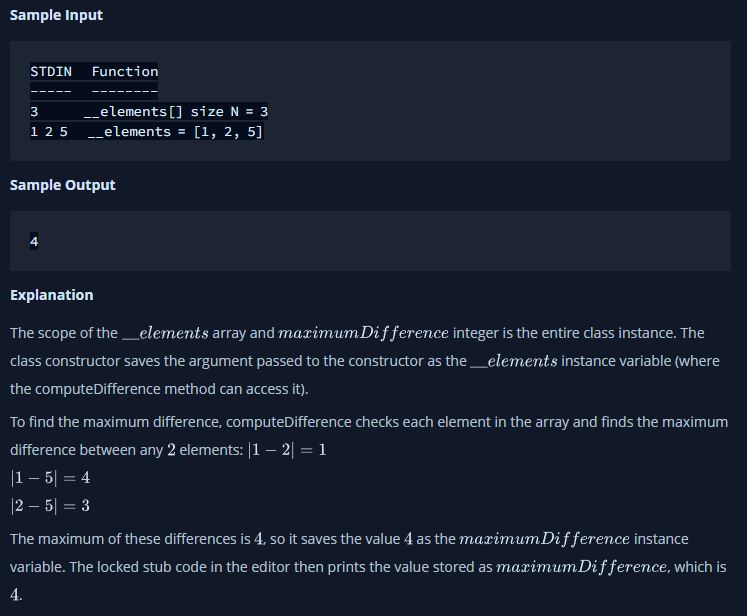 Sample Input
STDIN Function
----- --------
3 __elements[] size N = 3
1 2 5 __elements = [1, 2, 5]
Sample Output
4
Explanation
The scope of the __elements array and maximumDifference integer is the entire class instance. The
class constructor saves the argument passed to the constructor as the __elements instance variable (where
the computeDifference method can access it).
To find the maximum difference, computeDifference checks each element in the array and finds the maximum
difference between any 2 elements: |1 − 2| = 1
|1 − 5| = 4
|2 − 5| = 3
The maximum of these differences is 4, so it saves the value 4 as the maximumDifference instance
variable. The locked stub code in the editor then prints the value stored as maximumDifference, which is
4.